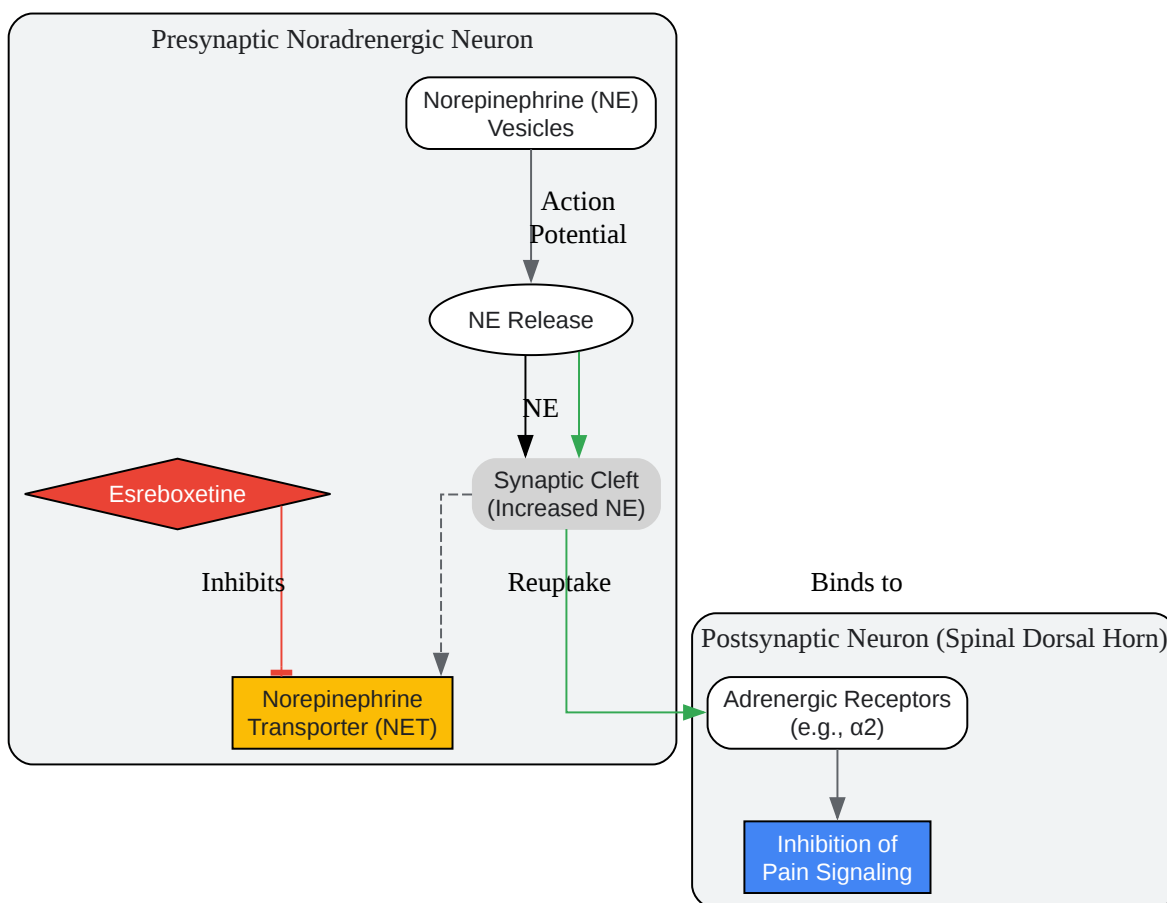 Presynaptic Noradrenergic Neuron
Norepinephrine (NE)
Vesicles
Action
Potential
NE Release
NE
Esreboxetine
Synaptic Cleft
(Increased NE)
Inhibits
Reuptake
Binds to
Postsynaptic Neuron (Spinal Dorsal Horn)
Norepinephrine
Transporter (NET)
Adrenergic Receptors
(e.g., α2)
Inhibition of
Pain Signaling